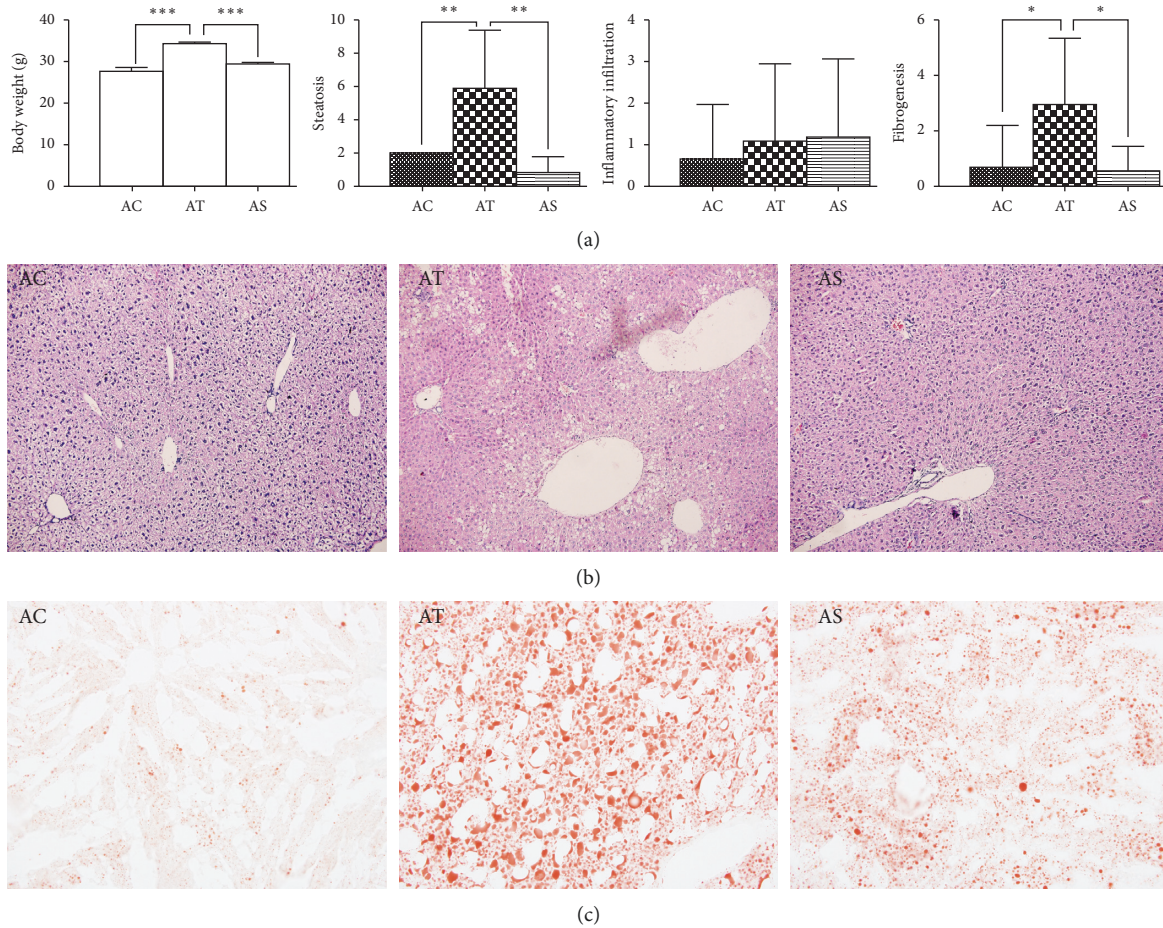 Body weight (g)
40
30
20
10
0
***
***
AC
AT
AS
Steatosis
10
8
6
4
2
0
**
**
AC
AT
AS
Inflammatory infiltration
4
3
2
1
0
AC
AT
AS
Fibrogenesis
6
4
2
0
*
*
AC
AT
AS
(a)
AC
AT
AS
(b)
AC
AT
AS
(c)